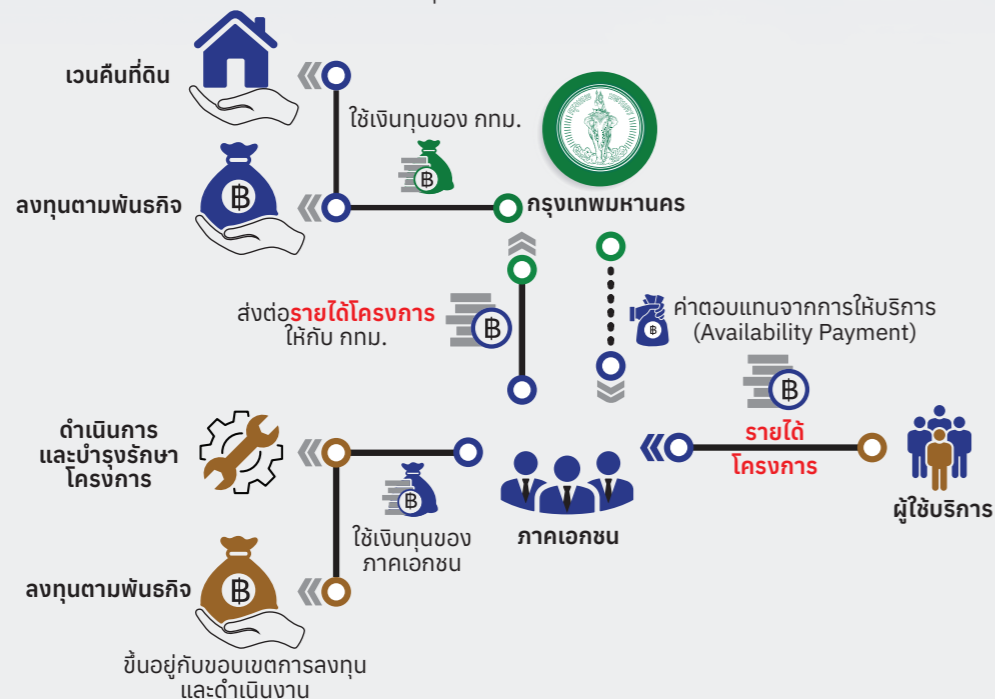 เวนคืนที่ดิน
ใช้เงินทุนของ กทม.
฿
ลงทุนตามพันธกิจ
฿
กรุงเทพมหานคร
ส่งต่อรายได้โครงการ
ให้กับ กทม.
฿
ค่าตอบแทนจากการให้บริการ
(Availability Payment)
฿
฿
ดำเนินการ
และบำรุงรักษา
โครงการ
รายได้
โครงการ
ผู้ใช้บริการ
฿
ใช้เงินทุนของ
ภาคเอกชน
ภาคเอกชน
ลงทุนตามพันธกิจ
฿
ขึ้นอยู่กับขอบเขตการลงทุน
และดำเนินงาน